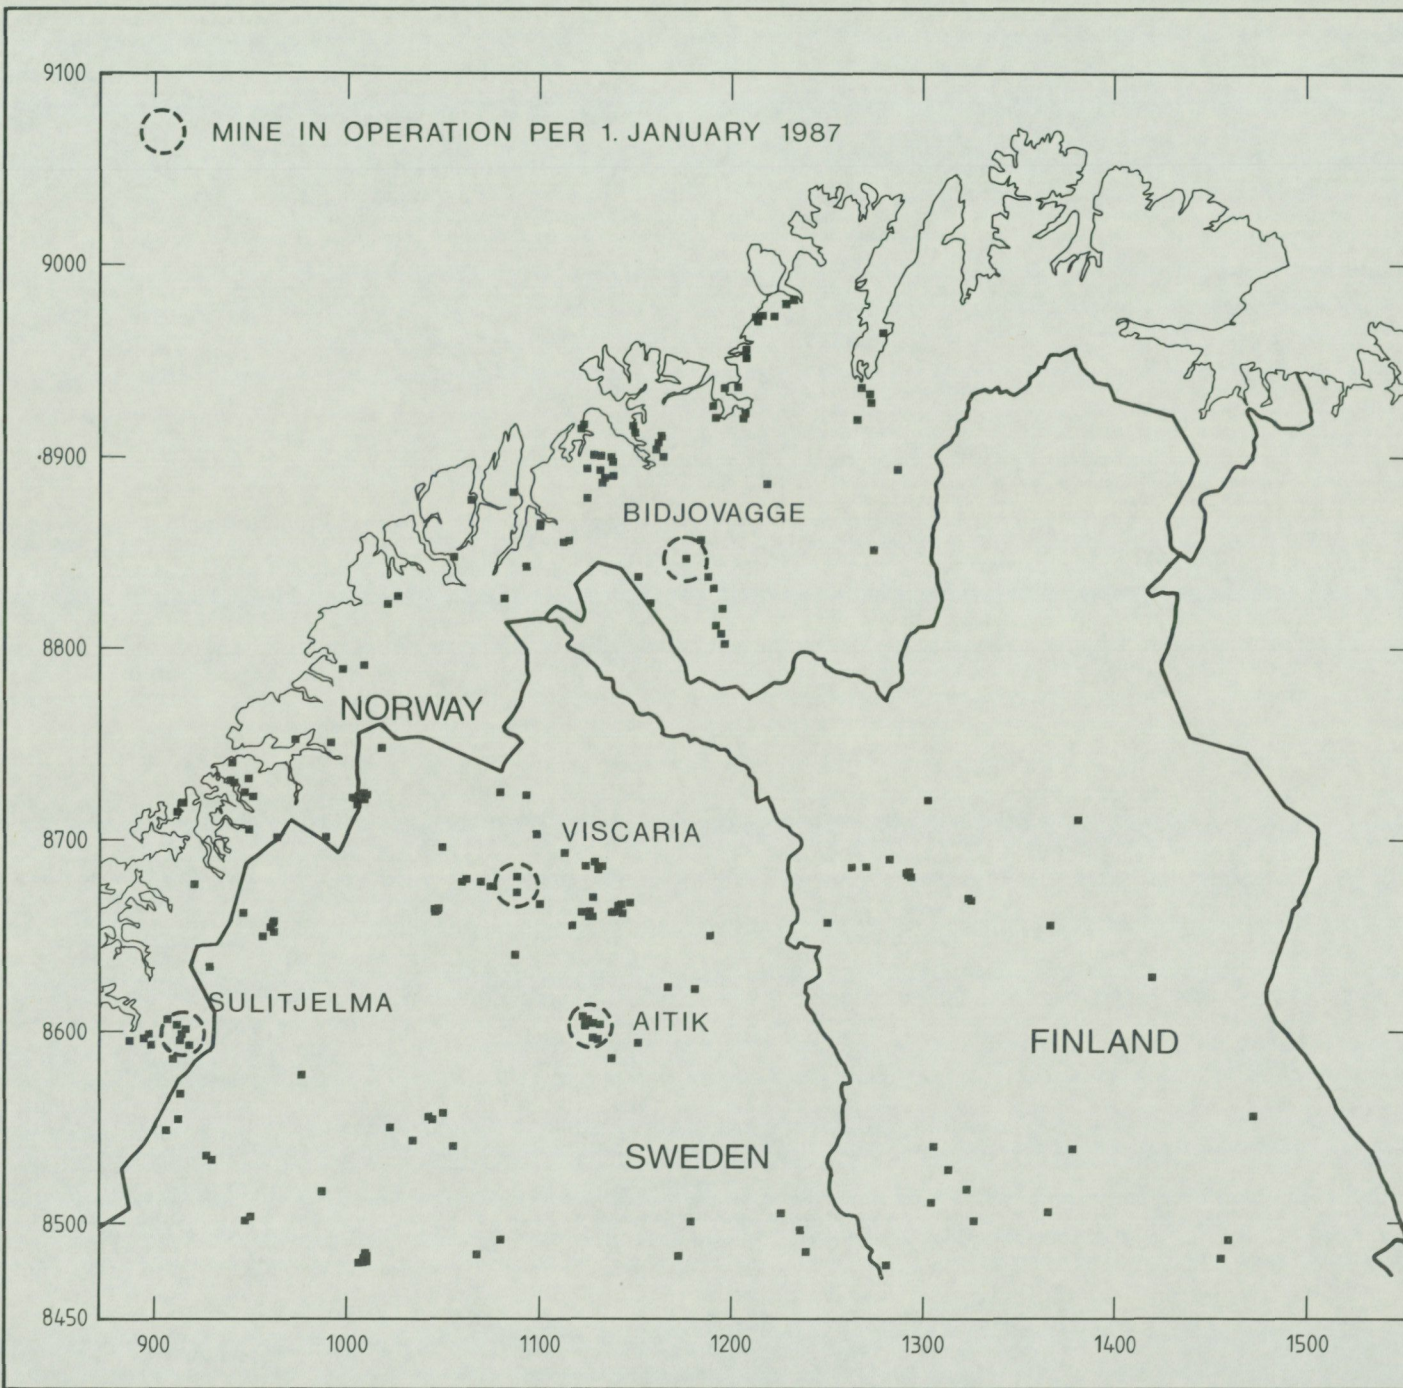 9100
MINE IN OPERATION PER 1. JANUARY 1987
9000
8900
BIDJOVAGGE
8800
NORWAY
VISCARIA
8700
SULITJELMA
AITIK
8600
FINLAND
SWEDEN
8500
8450
900 1000 1100 1200 1300 1400 1500